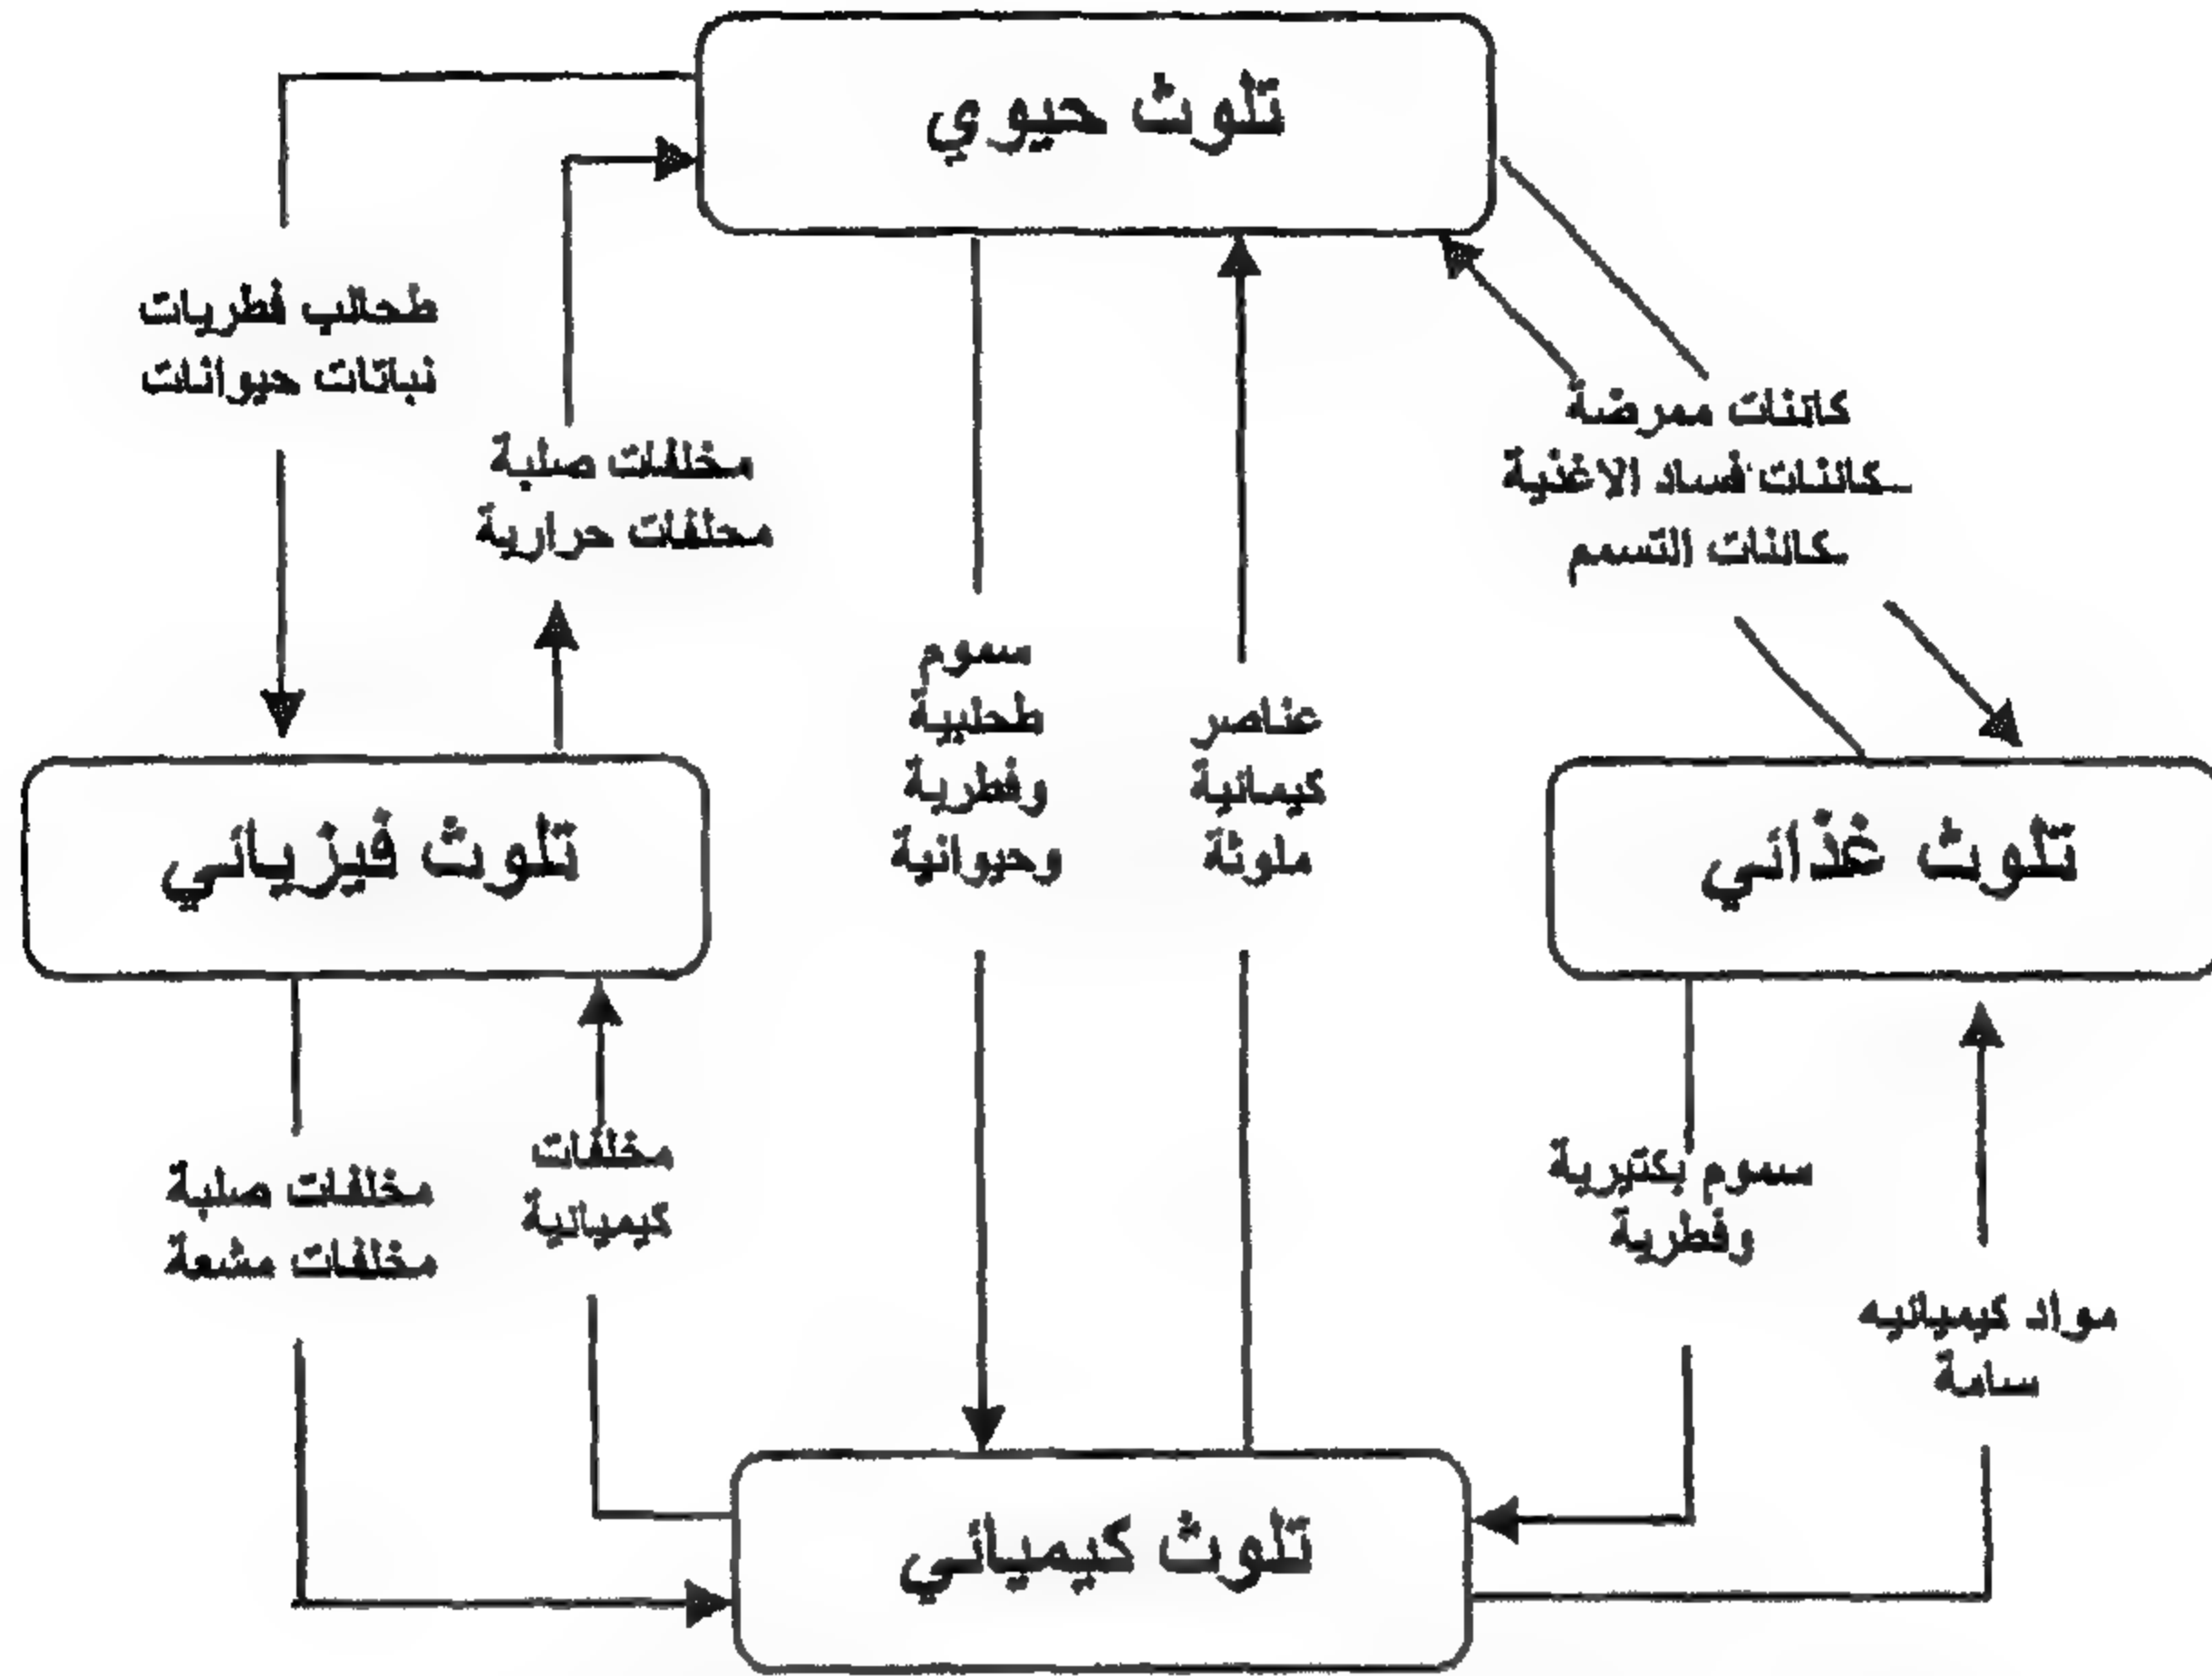 تلوث حيوي
طحالب فطريات
نباتات حيوانات
مخلفات صلبة
محلفات حرارية
كائنات ممرضة
كائنات فساد الاغذية
كائنات التسمم
سموم
طحلبية
وفطرية
وحيوانية
عناصر
كيمائية
ملوثة
تلوث فيزيائي
تلوث غذائي
مخلفات صلبة
مخلفات مشعة
مخلفات
كيميائية
سموم بكتيرية
وفطرية
مواد كيميائيه
سامة
تلوث كيميائي